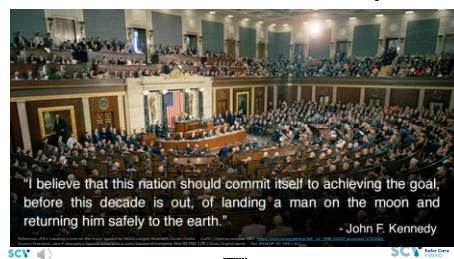 “I believe that this nation should commit itself to achieving the goal,
before this decade is out, of landing a man on the moon and
returning him safely to the earth.”
- John F. Kennedy
SCV
SCV Safer Care
Victoria